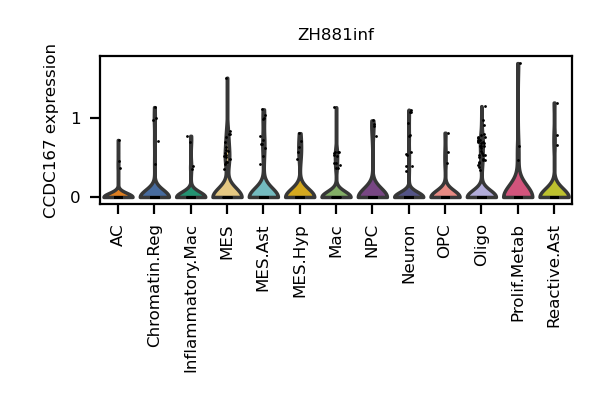 ZH881inf
CCDC167 expression
1
0
AC
Chromatin.Reg
Inflammatory.Mac
MES
MES.Ast
MES.Hyp
Mac
NPC
Neuron
OPC
Oligo
Prolif.Metab
Reactive.Ast